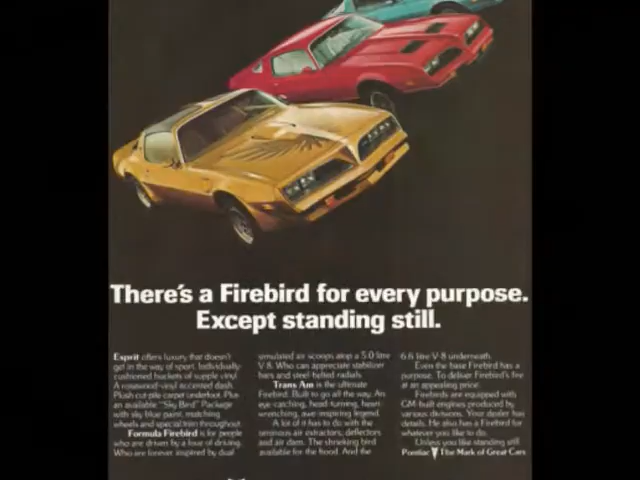 There's a Firebird for every purpose.
Except standing still.
Esprit offers luxury that doesn't
get in the way of sport. Individually-
cushioned buckets of supple vinyl.
A rosewood-vinyl accented dash.
Plush cut-pile carpet underfoot. Plus
an available "Sky Bird" Package
with sky blue paint, matching
wheels and special trim throughout.
Formula Firebird is for people
who are driven by a love of driving.
Who are forever inspired by dual
simulated air scoops atop a 5.0 litre
V-8. Who can appreciate stabilizer
bars and steel-belted radials.
Trans Am is the ultimate
Firebird. Built to go all the way. An
eye-catching, head-turning, heart-
wrenching, awe-inspiring legend.
A lot of it has to do with the
air extractors, deflectors
and air dam. The shrieking bird
available for the hood. And the
6.6 litre V-8 underneath.
Even the base Firebird has a
purpose. To deliver Firebird's fire
at an appealing price.
Firebirds are equipped with
GM-built engines produced by
various divisions. Your dealer has
details. He also has a Firebird for
whatever you like to do.
Unless you like standing still.
Pontiac The Mark of Great Cars